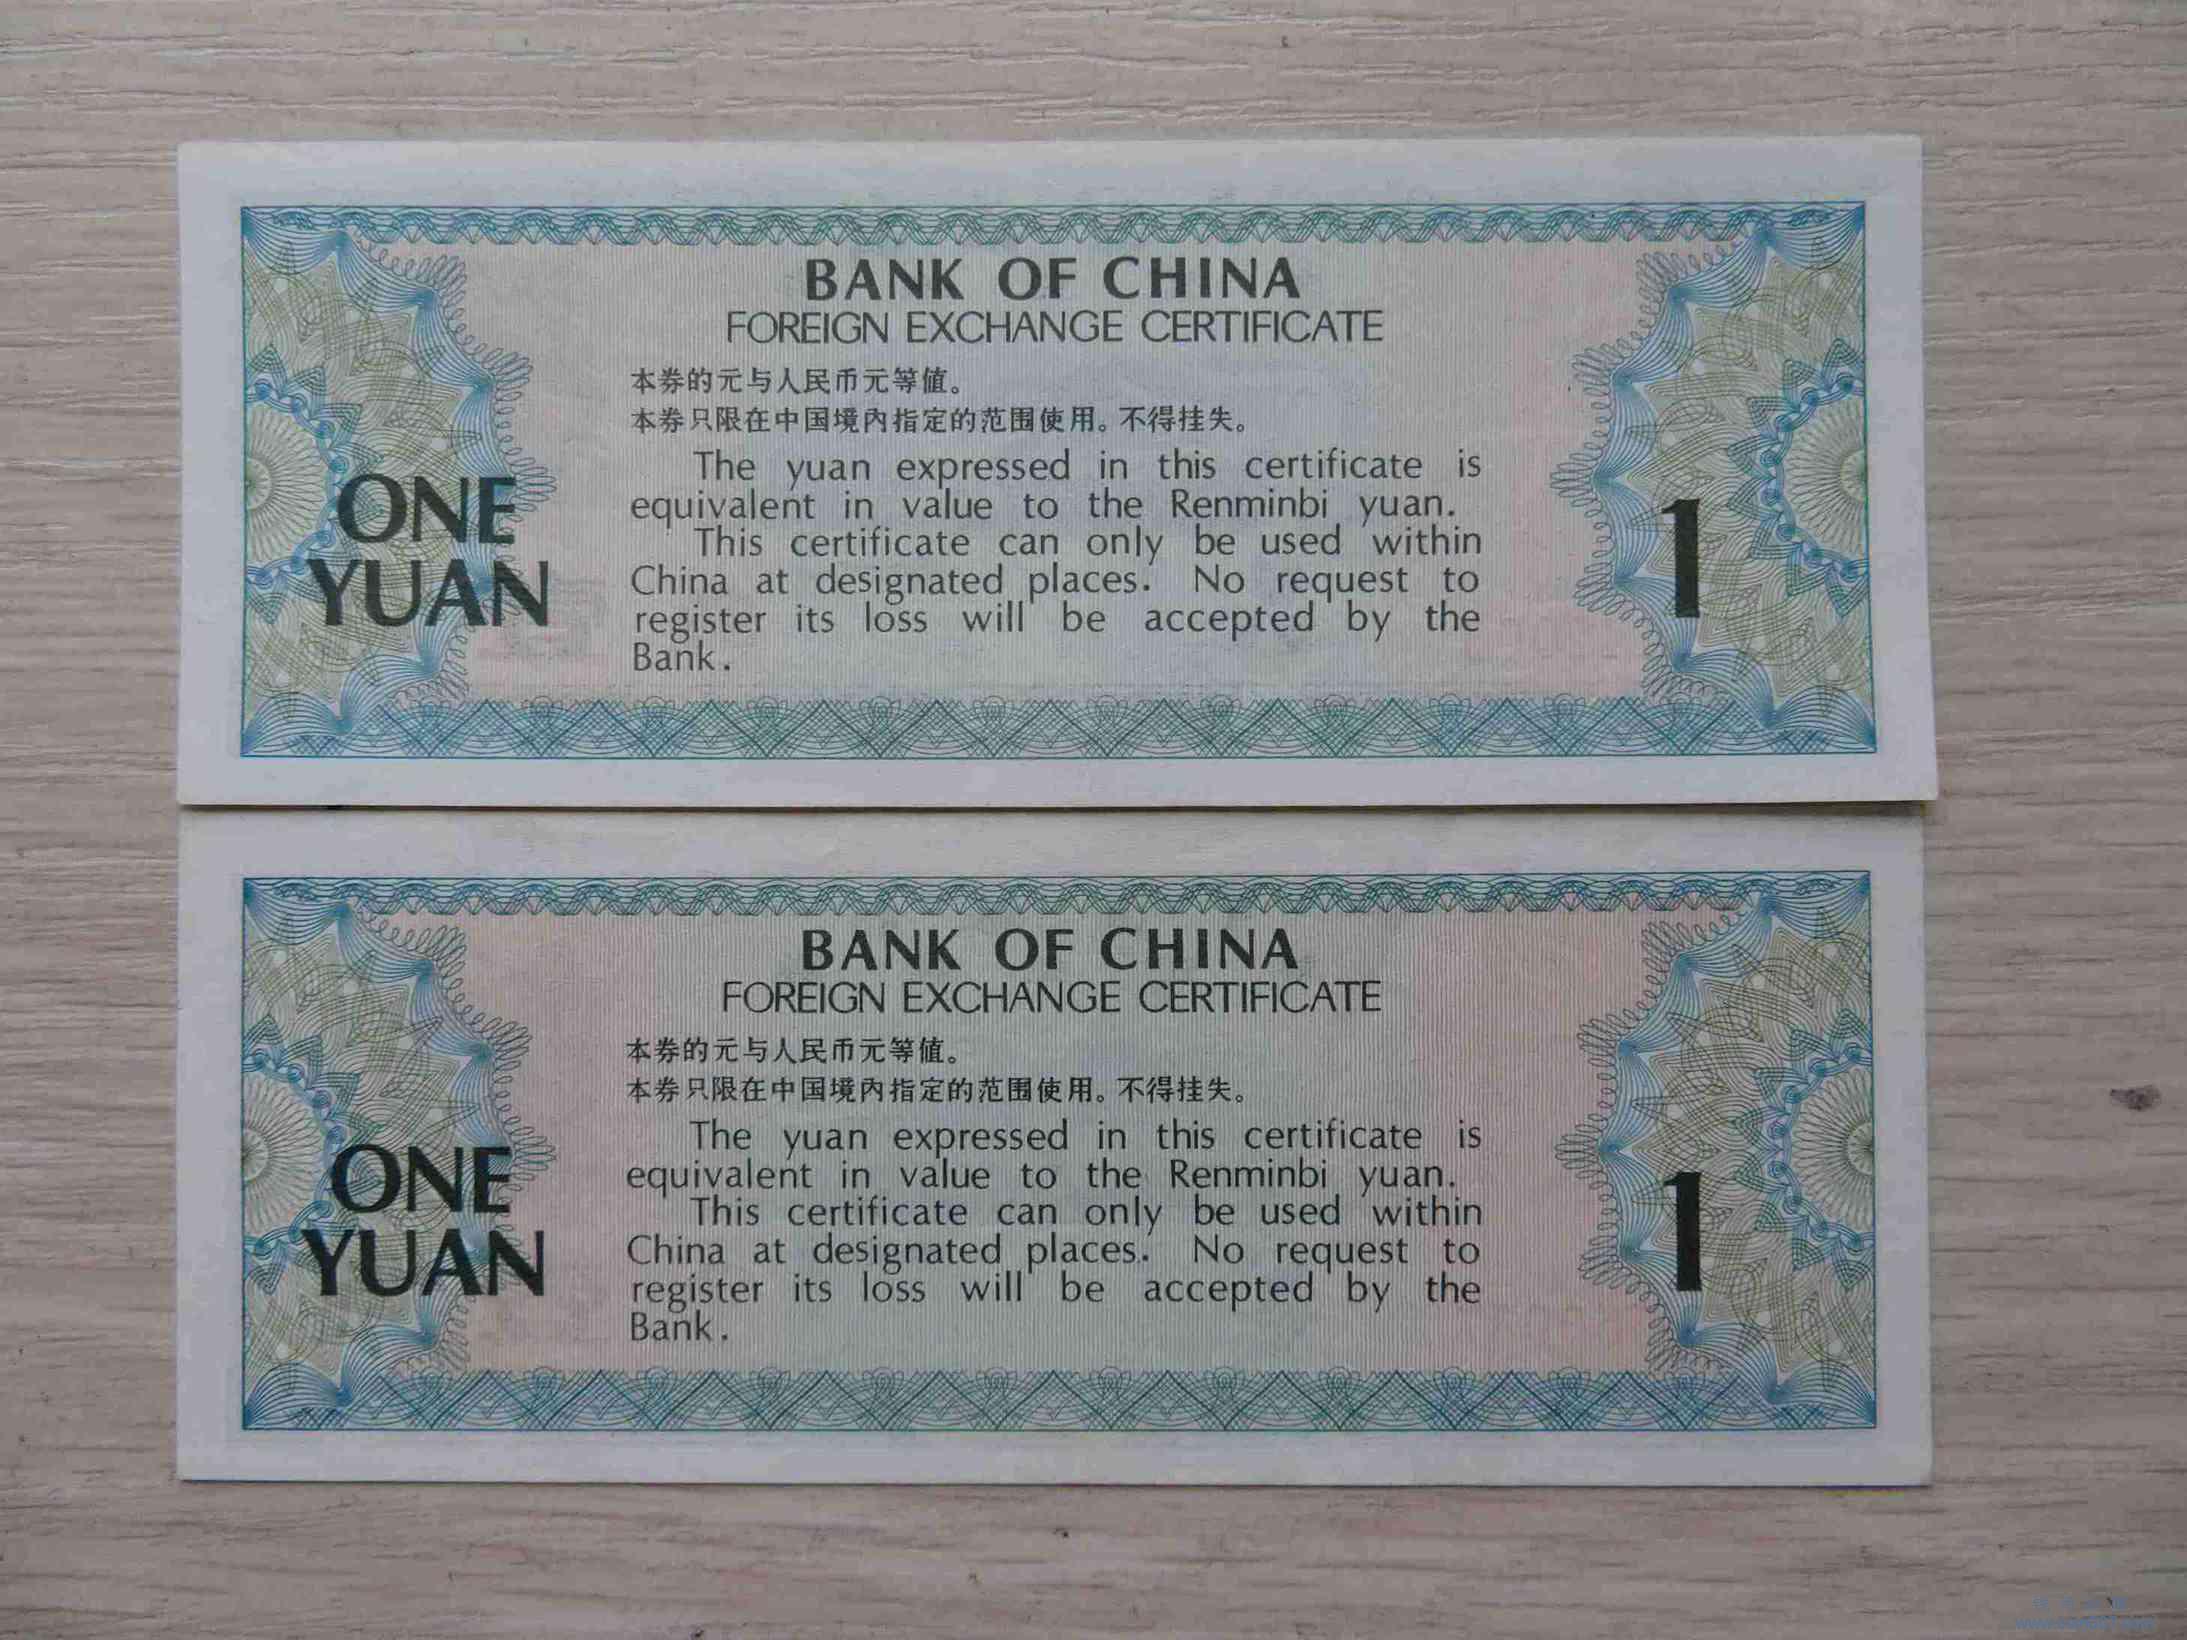 BANK OF CHINA
FOREIGN EXCHANGE CERTIFICATE
本券的元与人民币元等值。
本券只限在中国境内指定的范围使用。不得挂失。
The yuan expressed in this certificate is
equivalent in value to the Renminbi yuan.
This certificate can only be used within
China at designated places. No request to
register its loss will be accepted by the
Bank.
ONE
YUAN
1
BANK OF CHINA
FOREIGN EXCHANGE CERTIFICATE
本券的元与人民币元等值。
本券只限在中国境内指定的范围使用。不得挂失。
The yuan expressed in this certificate is
equivalent in value to the Renminbi yuan.
This certificate can only be used within
China at designated places. No request to
register its loss will be accepted by the
Bank.
ONE
YUAN
1